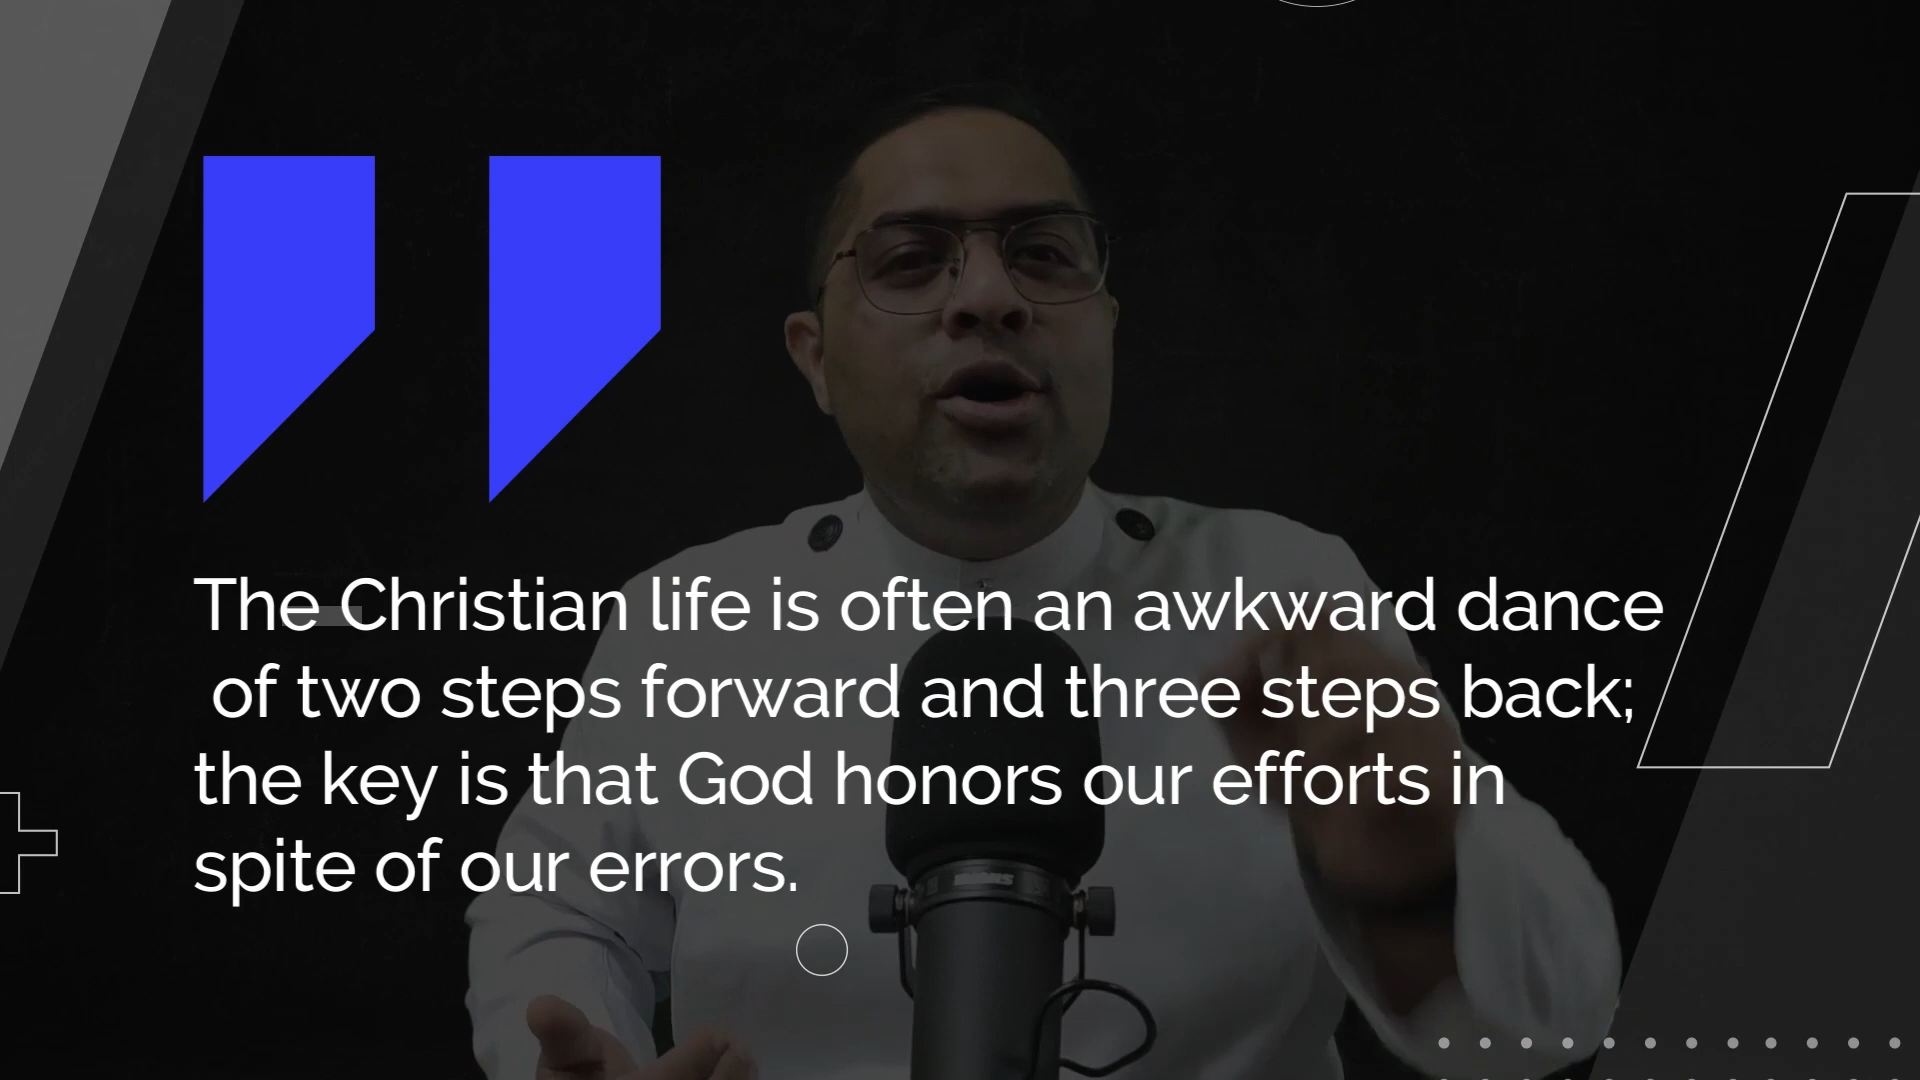 The Christian life is often an awkward dance
of two steps forward and three steps back;
the key is that God honors our efforts in
spite of our errors.